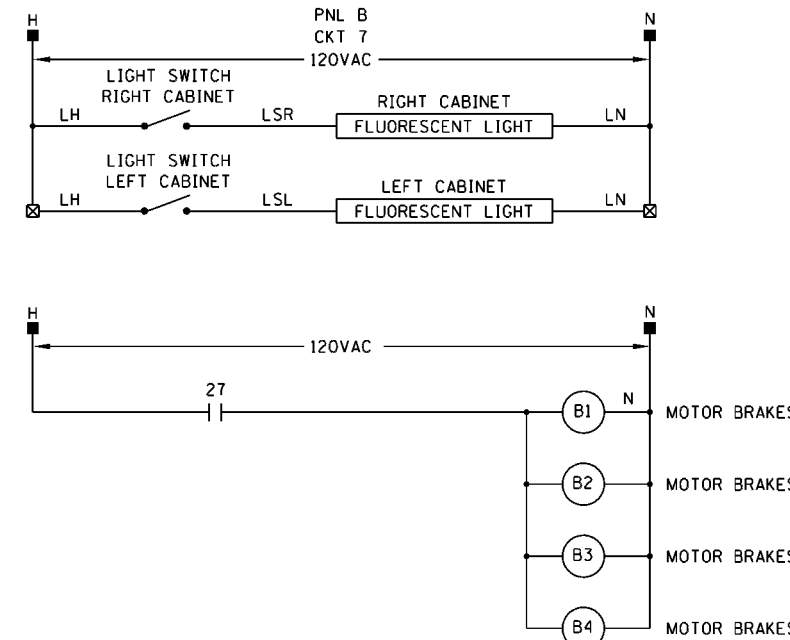 H
PNL B
CKT 7
N
120VAC
LIGHT SWITCH
RIGHT CABINET
LH
LSR
RIGHT CABINET
FLUORESCENT LIGHT
LN
LIGHT SWITCH
LEFT CABINET
LH
LSL
LEFT CABINET
FLUORESCENT LIGHT
LN
H
N
120VAC
27
B1
N
MOTOR BRAKES
B2
MOTOR BRAKES
B3
MOTOR BRAKES
B4
MOTOR BRAKES